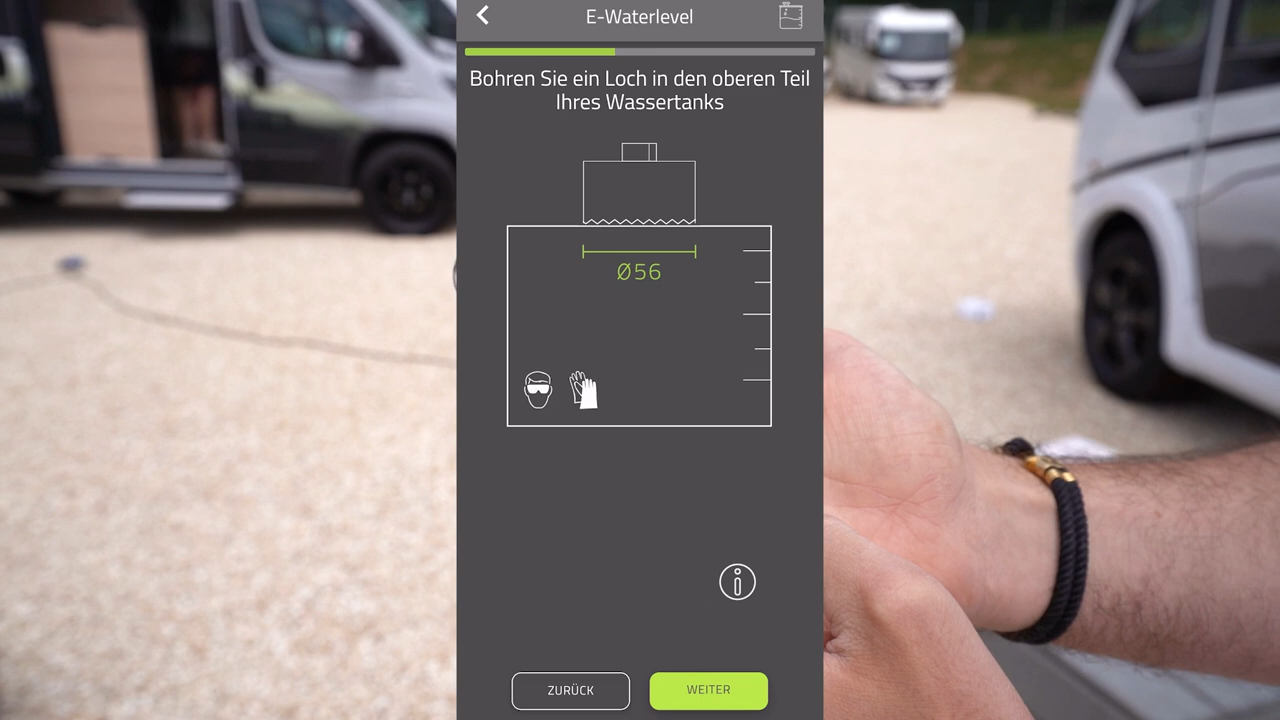 E-Waterlevel
Bohren Sie ein Loch in den oberen Teil
Ihres Wassertanks
Ø56
ZURÜCK
WEITER